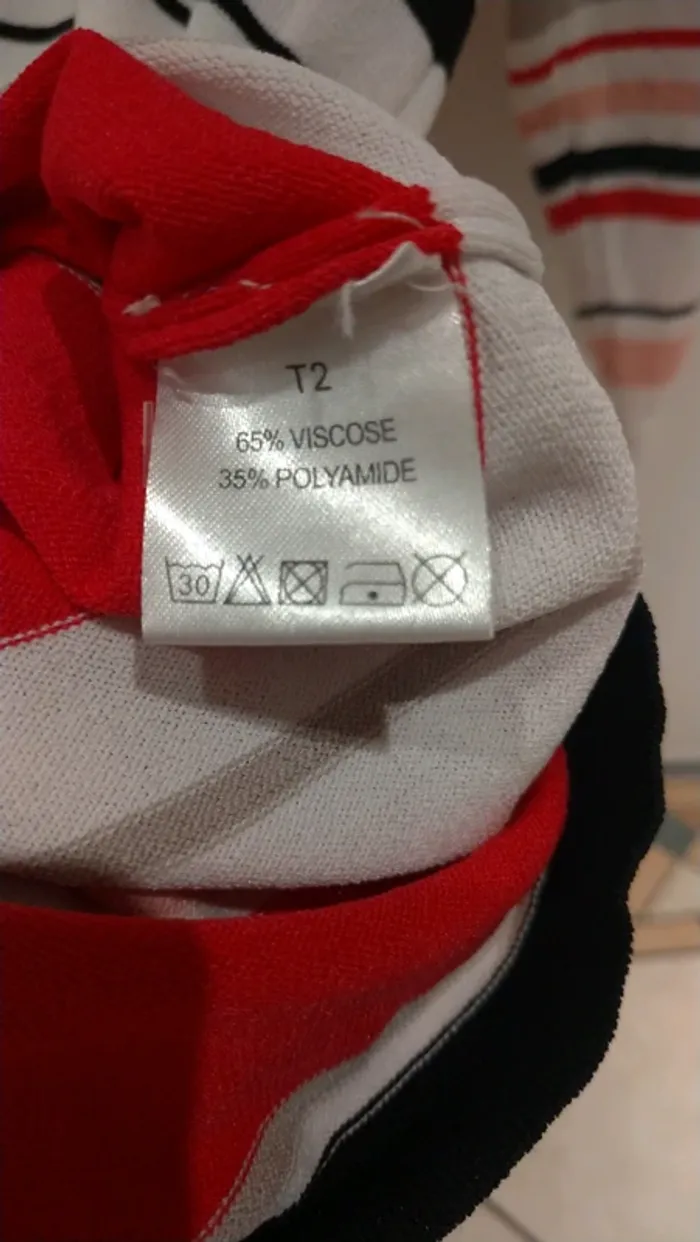 T2
65% VISCOSE
35% POLYAMIDE
30